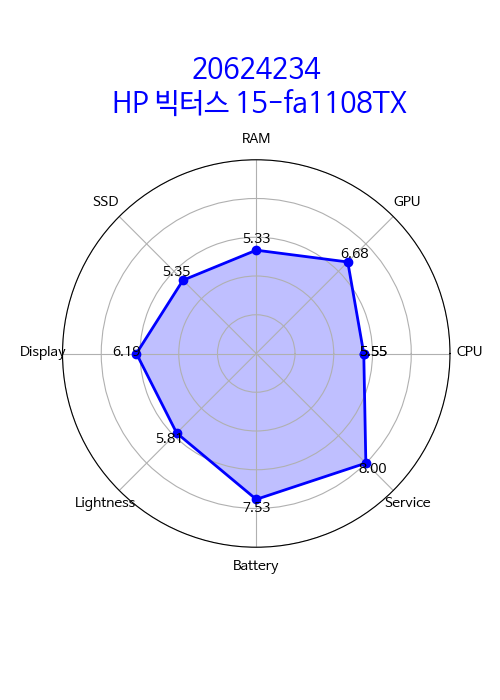 20624234
HP 빅터스 15-fa1108TX
RAM
SSD
GPU
5.33
6.68
5.35
Display
6.19
5.55
CPU
5.81
8.00
Lightness
7.53
Service
Battery